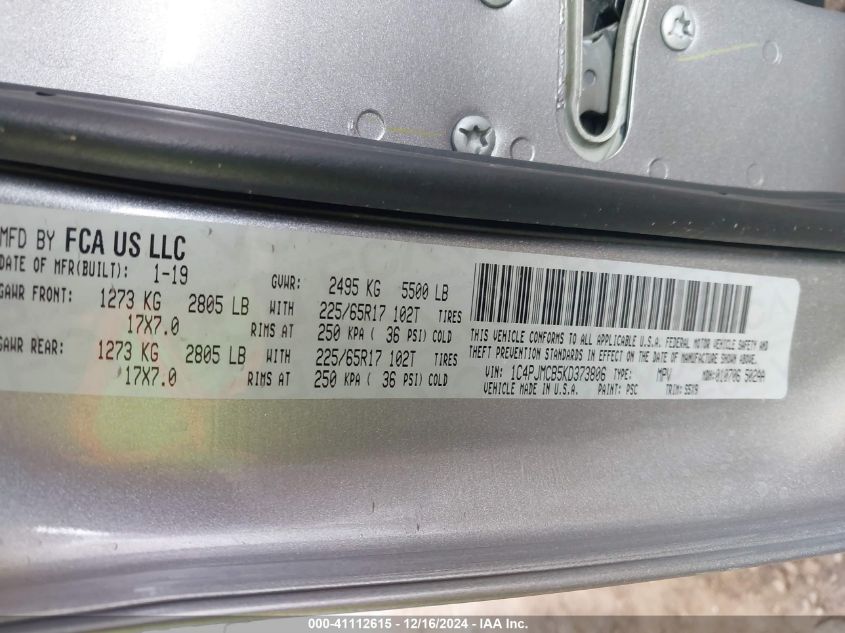 MFD BY FCA US LLC
DATE OF MFR(BUILT): 1-19
GVWR: 2495 KG 5500 LB
GAWR FRONT: 1273 KG 2805 LB WITH 225/65R17 102T TIRES
17X7.0 RIMS AT 250 KPA ( 36 PSI) COLD
GAWR REAR: 1273 KG 2805 LB WITH 225/65R17 102T TIRES
17X7.0 RIMS AT 250 KPA ( 36 PSI) COLD
THIS VEHICLE CONFORMS TO ALL APPLICABLE U.S.A. FEDERAL MOTOR VEHICLE SAFETY AND
THEFT PREVENTION STANDARDS IN EFFECT ON THE DATE OF MANUFACTURE SHOWN ABOVE.
VIN: 1C4PJMCB5KD373806 TYPE: MPV MDH:010706 502AA
VEHICLE MADE IN U.S.A. PAINT: PSC TRIM: S5X9
000-41112615 - 12/16/2024 - IAA Inc.